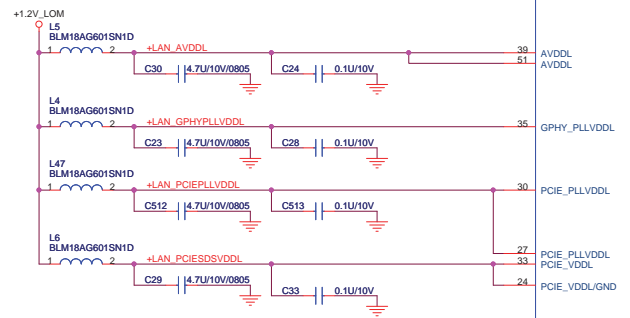 +1.2V_LOM
L5
BLM18AG601SN1D
1 2 +LAN_AVDDL 39 AVDDL
51 AVDDL
C30 4.7U/10V/0805 C24 0.1U/10V
L4
BLM18AG601SN1D
1 2 +LAN_GPHYPLLVDDL 35 GPHY_PLLVDDL
C23 4.7U/10V/0805 C28 0.1U/10V
L47
BLM18AG601SN1D
1 2 +LAN_PCIEPLLVDDL 30 PCIE_PLLVDDL
C512 4.7U/10V/0805 C513 0.1U/10V
L6
BLM18AG601SN1D
27 PCIE_PLLVDDL
1 2 +LAN_PCIESDSVDDL 33 PCIE_VDDL
24 PCIE_VDDL/GND
C29 4.7U/10V/0805 C33 0.1U/10V